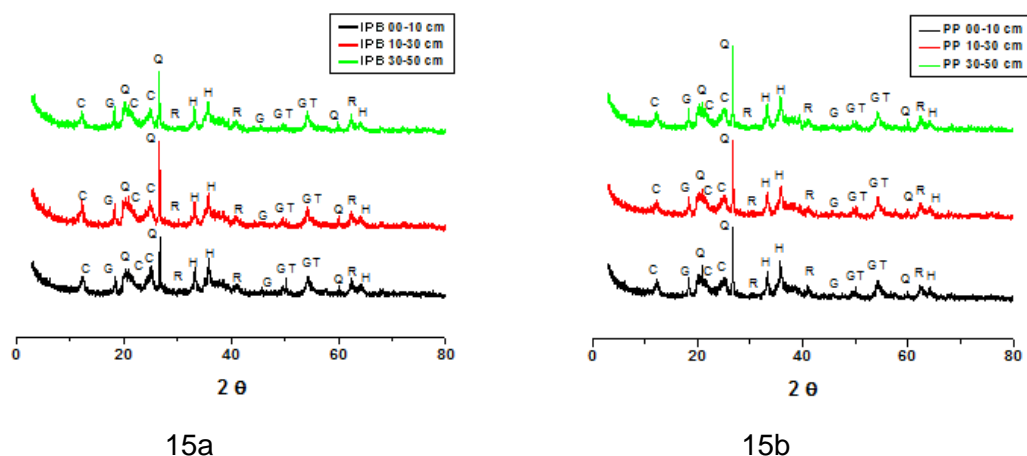 IPB 00-10 cm
IPB 10-30 cm
IPB 30-50 cm
Q
C G Q C C R H H R G GT GT Q R H
Q
C G Q C C R H H R G GT GT Q R H
Q
C G Q C C R H H R G GT GT Q R H
0 20 40 60 80
2 θ
15a
PP 00-10 cm
PP 10-30 cm
PP 30-50 cm
Q
C G Q C C R H H R G GT GT Q R H
Q
C G Q C C R H H R G GT GT Q R H
Q
C G Q C C R H H R G GT GT Q R H
0 20 40 60 80
2 θ
15b